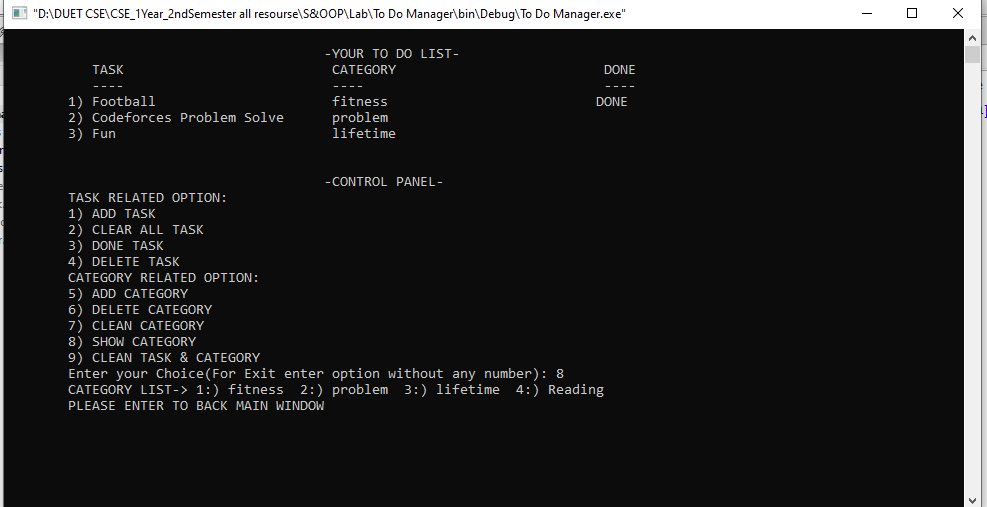 "D:\DUET CSE\CSE_1Year_2ndSemester all resourse\S&OOP\Lab\To Do Manager\bin\Debug\To Do Manager.exe"
-YOUR TO DO LIST-
TASK CATEGORY DONE
---- ---- ----
1) Football fitness DONE
2) Codeforces Problem Solve problem
3) Fun lifetime
-CONTROL PANEL-
TASK RELATED OPTION:
1) ADD TASK
2) CLEAR ALL TASK
3) DONE TASK
4) DELETE TASK
CATEGORY RELATED OPTION:
5) ADD CATEGORY
6) DELETE CATEGORY
7) CLEAN CATEGORY
8) SHOW CATEGORY
9) CLEAN TASK & CATEGORY
Enter your Choice(For Exit enter option without any number): 8
CATEGORY LIST-> 1:) fitness 2:) problem 3:) lifetime 4:) Reading
PLEASE ENTER TO BACK MAIN WINDOW